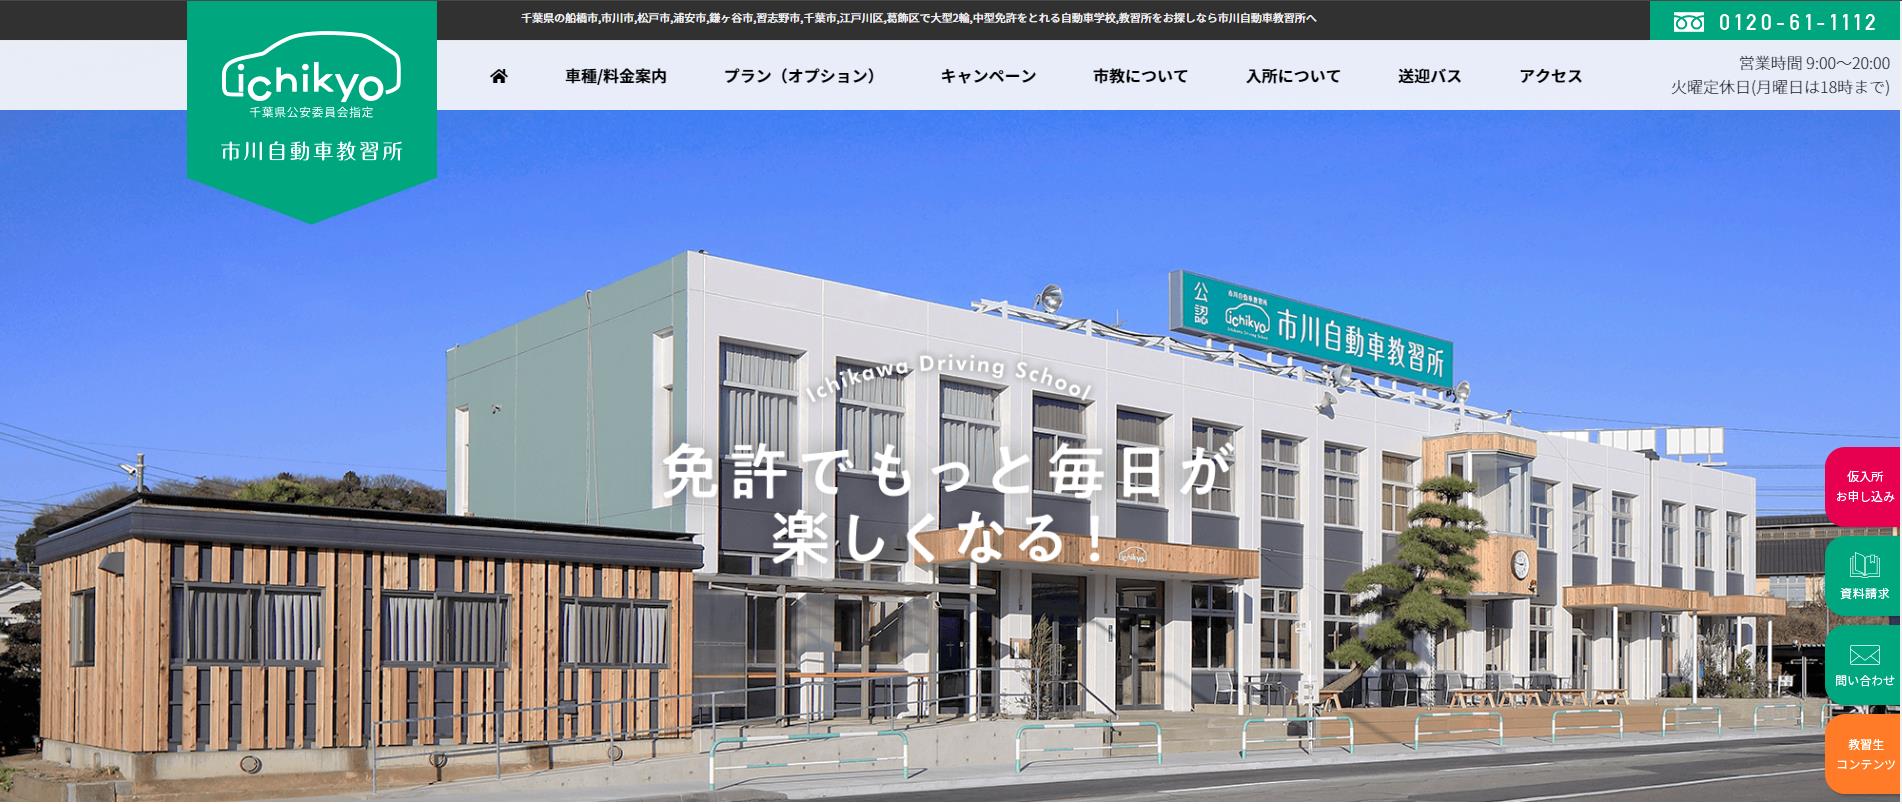 千葉県の船橋市,市川市,松戸市,浦安市,鎌ヶ谷市,習志野市,千葉市,江戸川区,葛飾区で大型2輪,中型免許をとれる自動車学校,教習所をお探しなら市川自動車教習所へ
0120-61-1112
ichikyo
千葉県公安委員会指定
市川自動車教習所
車種/料金案内
プラン（オプション）
キャンペーン
市教について
入所について
送迎バス
アクセス
営業時間 9:00〜20:00
火曜定休日(月曜日は18時まで)
公認
市川自動車教習所
ichikyo
Ichikawa Driving School
市川自動車教習所
Ichikawa Driving School
免許でもっと毎日が
楽しくなる！
ichikyo
仮入所
お申し込み
資料請求
問い合わせ
教習生
コンテンツ